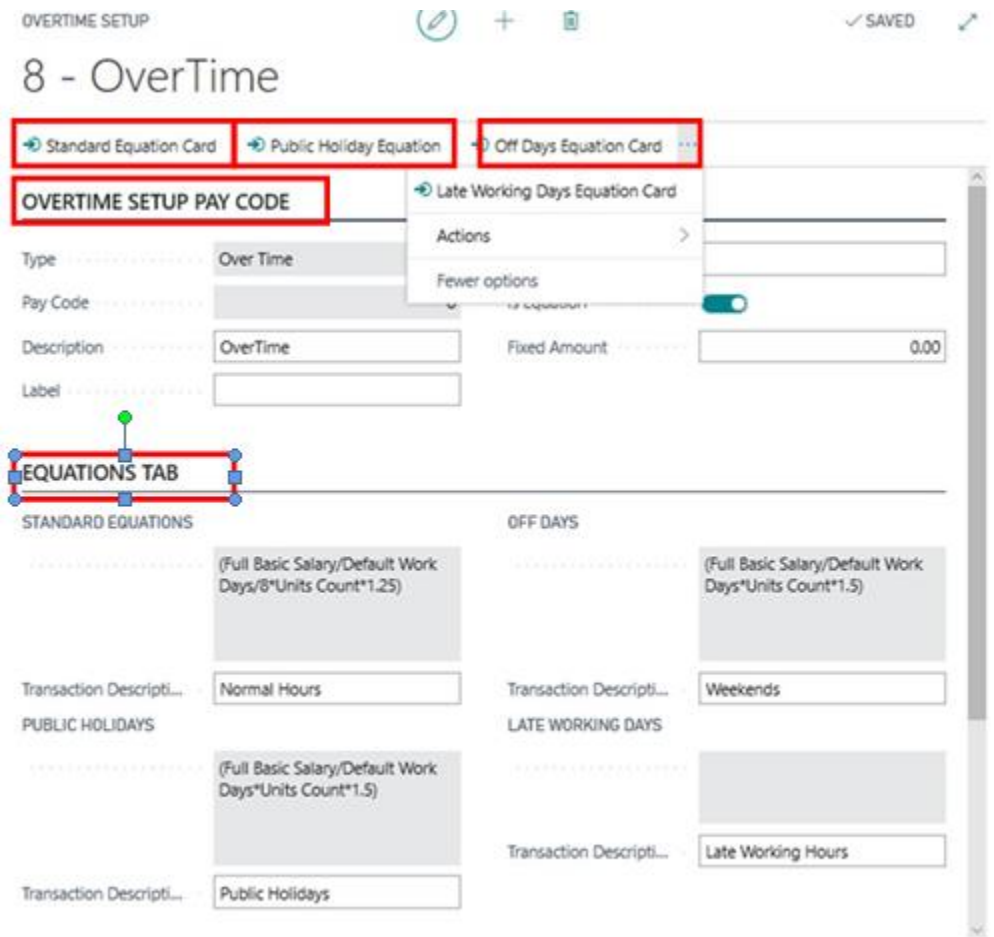 OVERTIME SETUP
SAVED
8 - OverTime
Standard Equation Card
Public Holiday Equation
Off Days Equation Card
Late Working Days Equation Card
Actions
Fewer options
OVERTIME SETUP PAY CODE
Type
Over Time
Pay Code
Is Equation
Description
OverTime
Fixed Amount
0.00
Label
EQUATIONS TAB
STANDARD EQUATIONS
OFF DAYS
(Full Basic Salary/Default Work
Days/8*Units Count*1.25)
(Full Basic Salary/Default Work
Days*Units Count*1.5)
Transaction Descripti...
Normal Hours
Transaction Descripti...
Weekends
PUBLIC HOLIDAYS
LATE WORKING DAYS
(Full Basic Salary/Default Work
Days*Units Count*1.5)
Transaction Descripti...
Late Working Hours
Transaction Descripti...
Public Holidays